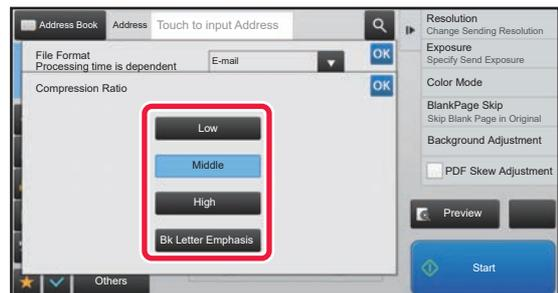 Address Book
Address
Touch to input Address
File Format
Processing time is dependent
E-mail
OK
Compression Ratio
OK
Low
Middle
High
Bk Letter Emphasis
Others
Resolution
Change Sending Resolution
Exposure
Specify Send Exposure
Color Mode
BlankPage Skip
Skip Blank Page in Original
Background Adjustment
PDF Skew Adjustment
Preview
Start